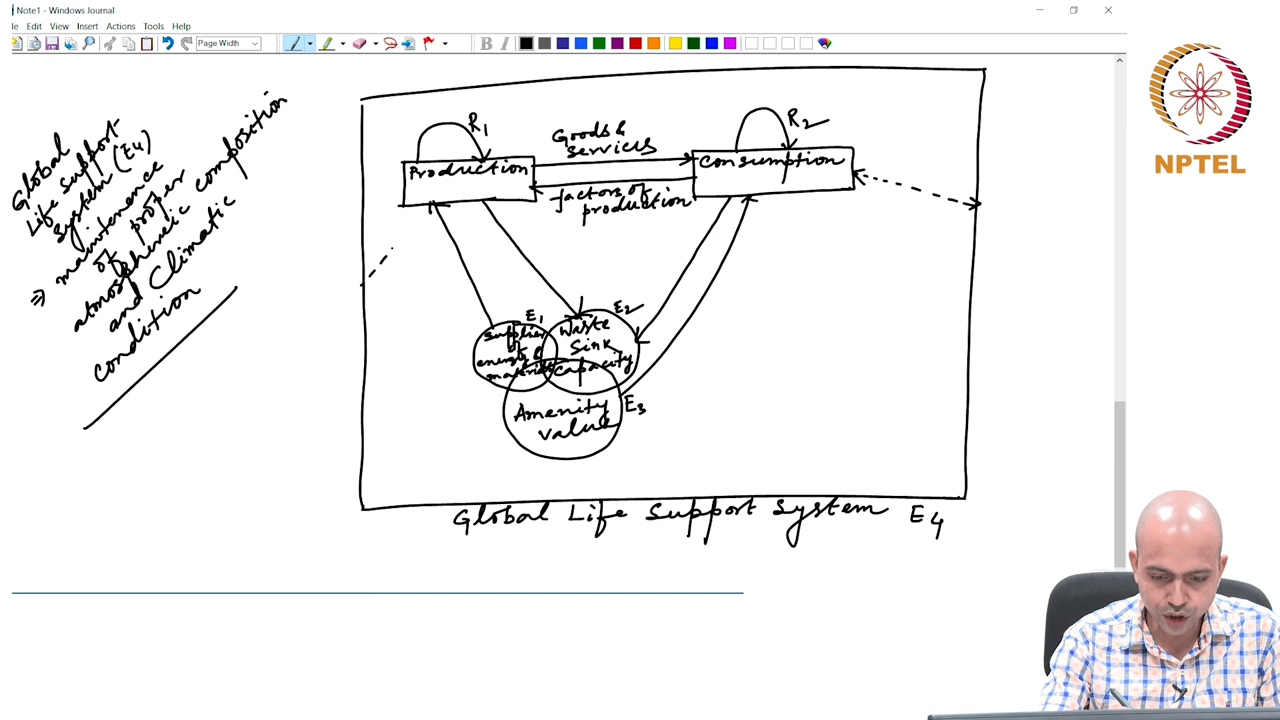 Note1 - Windows Journal
le Edit View Insert Actions Tools Help
Page Width
B I
NPTEL
Global
Life support
system (E4)
⇒ maintenence
of proper
atmospheric composition
and Climatic
condition
R1
R2
Production
Goods &
services
Consumption
factors of
production
E1
supplier
of
energy &
materials
E2
Waste
Sink
capacity
Amenity
value
E3
Global Life Support System E4